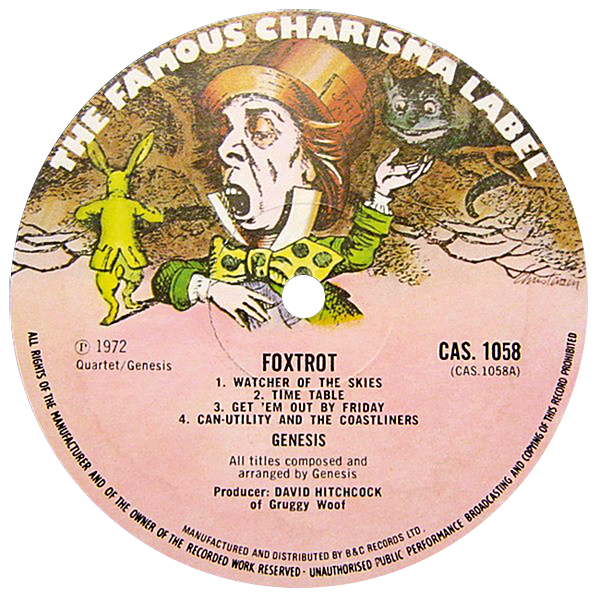 THE FAMOUS CHARISMA LABEL
℗ 1972
Quartet/Genesis
FOXTROT
CAS. 1058
(CAS.1058A)
1. WATCHER OF THE SKIES
2. TIME TABLE
3. GET 'EM OUT BY FRIDAY
4. CAN-UTILITY AND THE COASTLINERS
GENESIS
All titles composed and
arranged by Genesis
Producer: DAVID HITCHCOCK
of Gruggy Woof
MANUFACTURED AND DISTRIBUTED BY B&C RECORDS LTD.
ALL RIGHTS OF THE MANUFACTURER AND OF THE OWNER OF THE RECORDED WORK RESERVED · UNAUTHORISED PUBLIC PERFORMANCE BROADCASTING AND COPYING OF THIS RECORD PROHIBITED